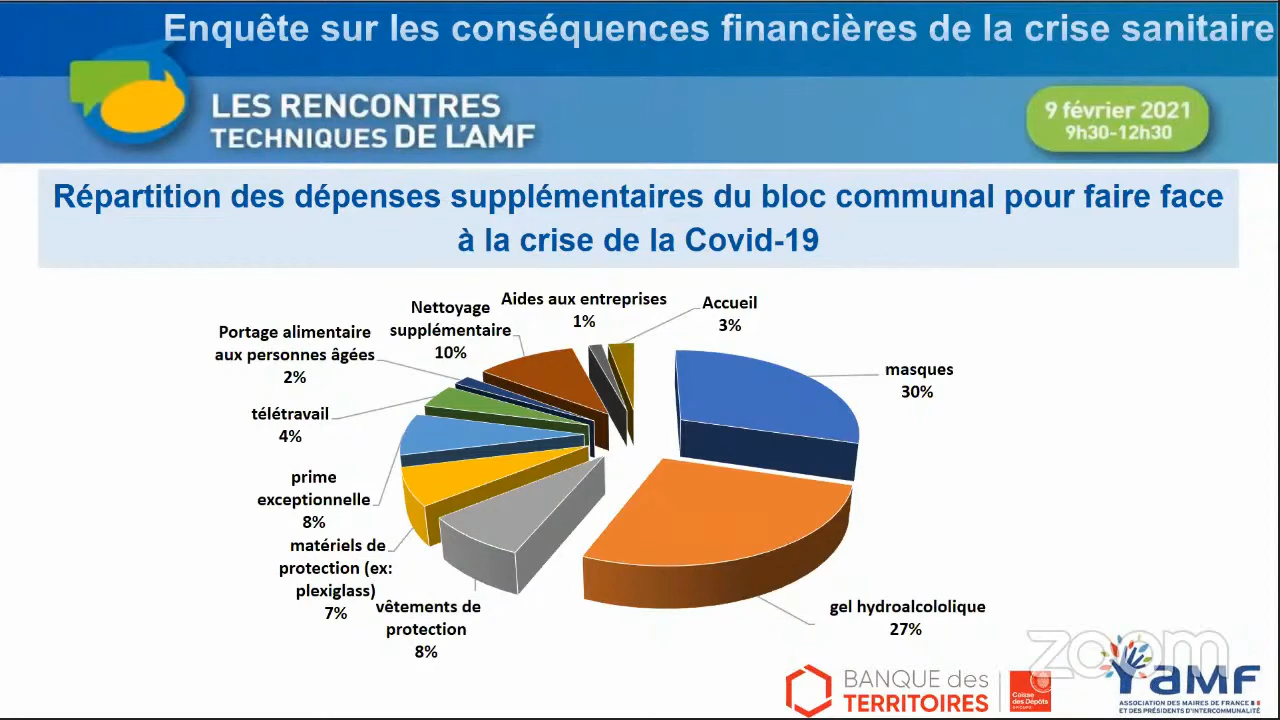 Enquête sur les conséquences financières de la crise sanitaire
LES RENCONTRES
TECHNIQUES DE L'AMF
9 février 2021
9h30-12h30
Répartition des dépenses supplémentaires du bloc communal pour faire face
à la crise de la Covid-19
Aides aux entreprises
1%
Accueil
3%
Nettoyage
supplémentaire
10%
Portage alimentaire
aux personnes âgées
2%
masques
30%
télétravail
4%
prime
exceptionnelle
8%
matériels de
protection (ex:
plexiglass)
7%
vêtements de
protection
8%
gel hydroalcololique
27%
zoom
BANQUE des
TERRITOIRES
Caisse
des Dépôts
GROUPE
AMF
ASSOCIATION DES MAIRES DE FRANCE
ET DES PRÉSIDENTS D'INTERCOMMUNALITÉ